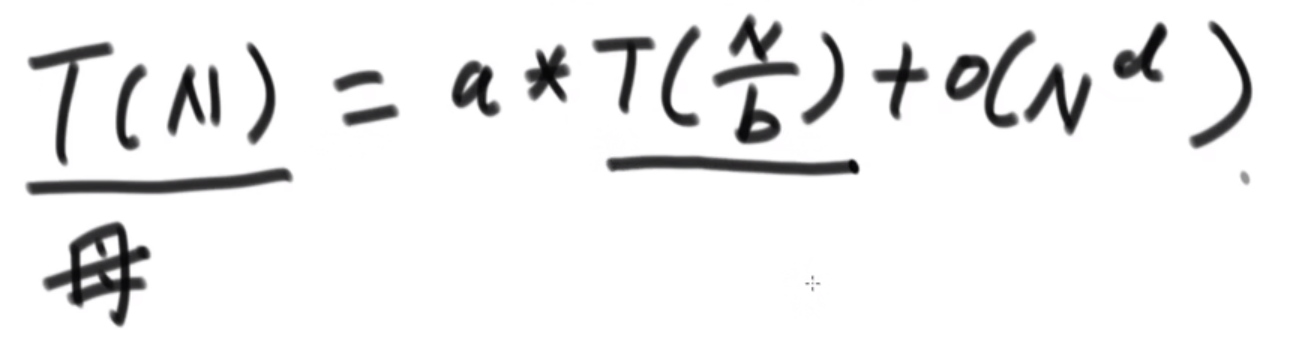 T(N) = a * T(N/b) + O(N^d)
母